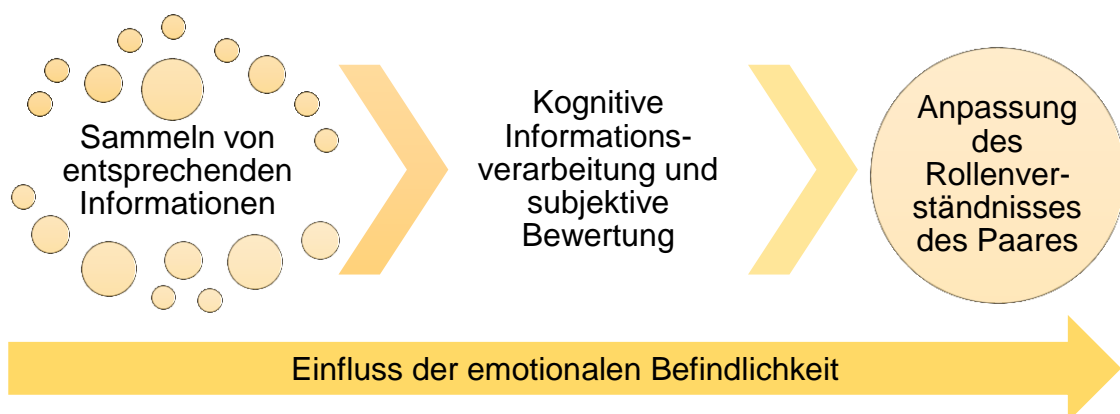 Sammeln von
entsprechenden
Informationen
Kognitive
Informations-
verarbeitung und
subjektive
Bewertung
Anpassung
des
Rollenver-
ständnisses
des Paares
Einfluss der emotionalen Befindlichkeit